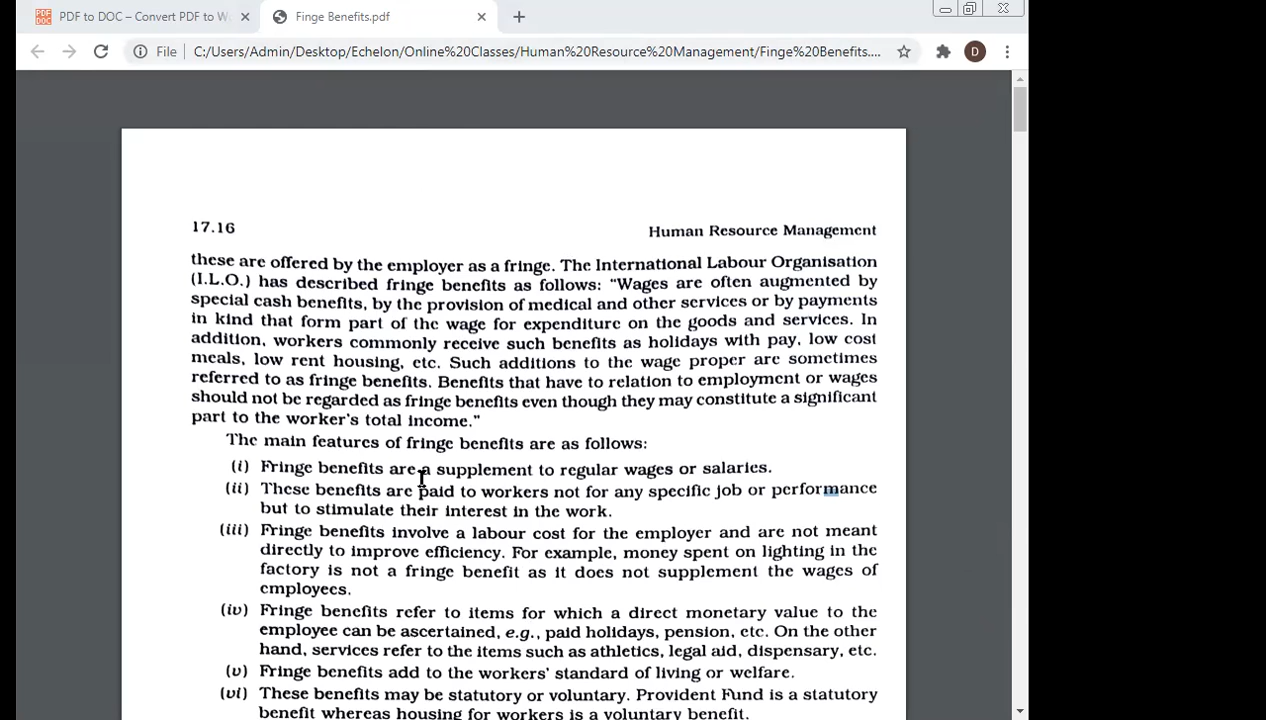 PDF to DOC – Convert PDF to W
Finge Benefits.pdf
File
C:/Users/Admin/Desktop/Echelon/Online%20Classes/Human%20Resource%20Management/Finge%20Benefits....
D
17.16
Human Resource Management
these are offered by the employer as a fringe. The International Labour Organisation
(I.L.O.) has described fringe benefits as follows: “Wages are often augmented by
special cash benefits, by the provision of medical and other services or by payments
in kind that form part of the wage for expenditure on the goods and services. In
addition, workers commonly receive such benefits as holidays with pay, low cost
meals, low rent housing, etc. Such additions to the wage proper are sometimes
referred to as fringe benefits. Benefits that have to relation to employment or wages
should not be regarded as fringe benefits even though they may constitute a significant
part to the worker's total income.”
The main features of fringe benefits are as follows:
(i) Fringe benefits are a supplement to regular wages or salaries.
(ii) These benefits are paid to workers not for any specific job or performance
but to stimulate their interest in the work.
(iii) Fringe benefits involve a labour cost for the employer and are not meant
directly to improve efficiency. For example, money spent on lighting in the
factory is not a fringe benefit as it does not supplement the wages of
employees.
(iv) Fringe benefits refer to items for which a direct monetary value to the
employee can be ascertained, e.g., paid holidays, pension, etc. On the other
hand, services refer to the items such as athletics, legal aid, dispensary, etc.
(v) Fringe benefits add to the workers' standard of living or welfare.
(vi) These benefits may be statutory or voluntary. Provident Fund is a statutory
benefit whereas housing for workers is a voluntary benefit.